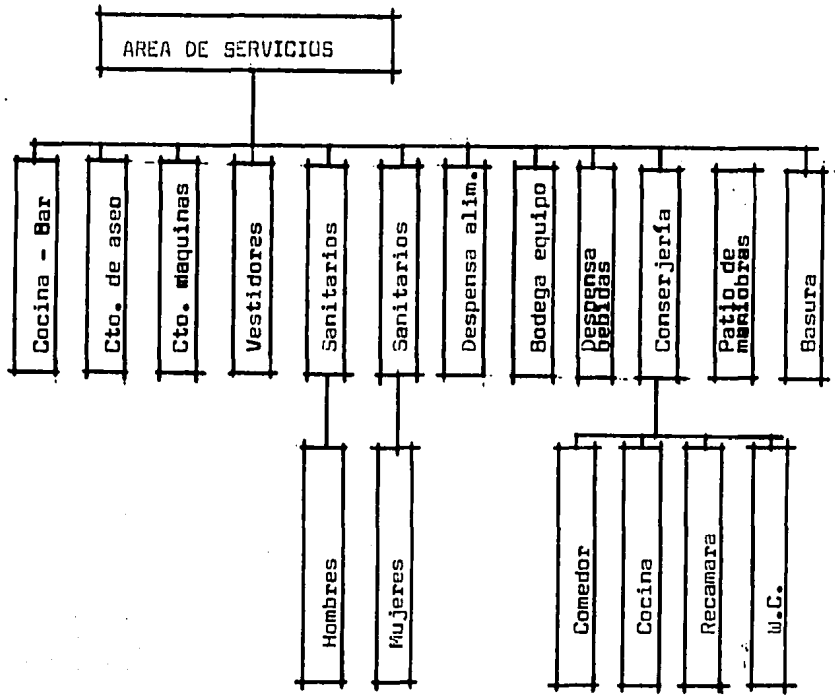 AREA DE SERVICIOS
Cocina - Bar
Cto. de aseo
Cto. maquinas
Vestidores
Sanitarios
Sanitarios
Despensa alim.
Bodega equipo
Despensa
bebidas
Conserjería
Patio de
maniobras
Basura
Hombres
Mujeres
Comedor
Cocina
Recamara
W.C.